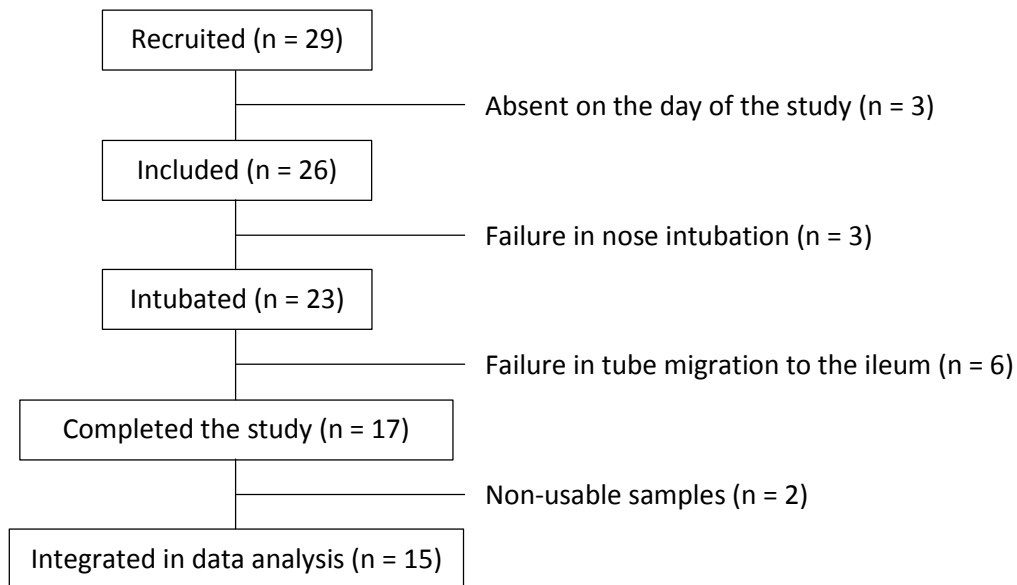 Recruited (n = 29)
Absent on the day of the study (n = 3)
Included (n = 26)
Failure in nose intubation (n = 3)
Intubated (n = 23)
Failure in tube migration to the ileum (n = 6)
Completed the study (n = 17)
Non-usable samples (n = 2)
Integrated in data analysis (n = 15)